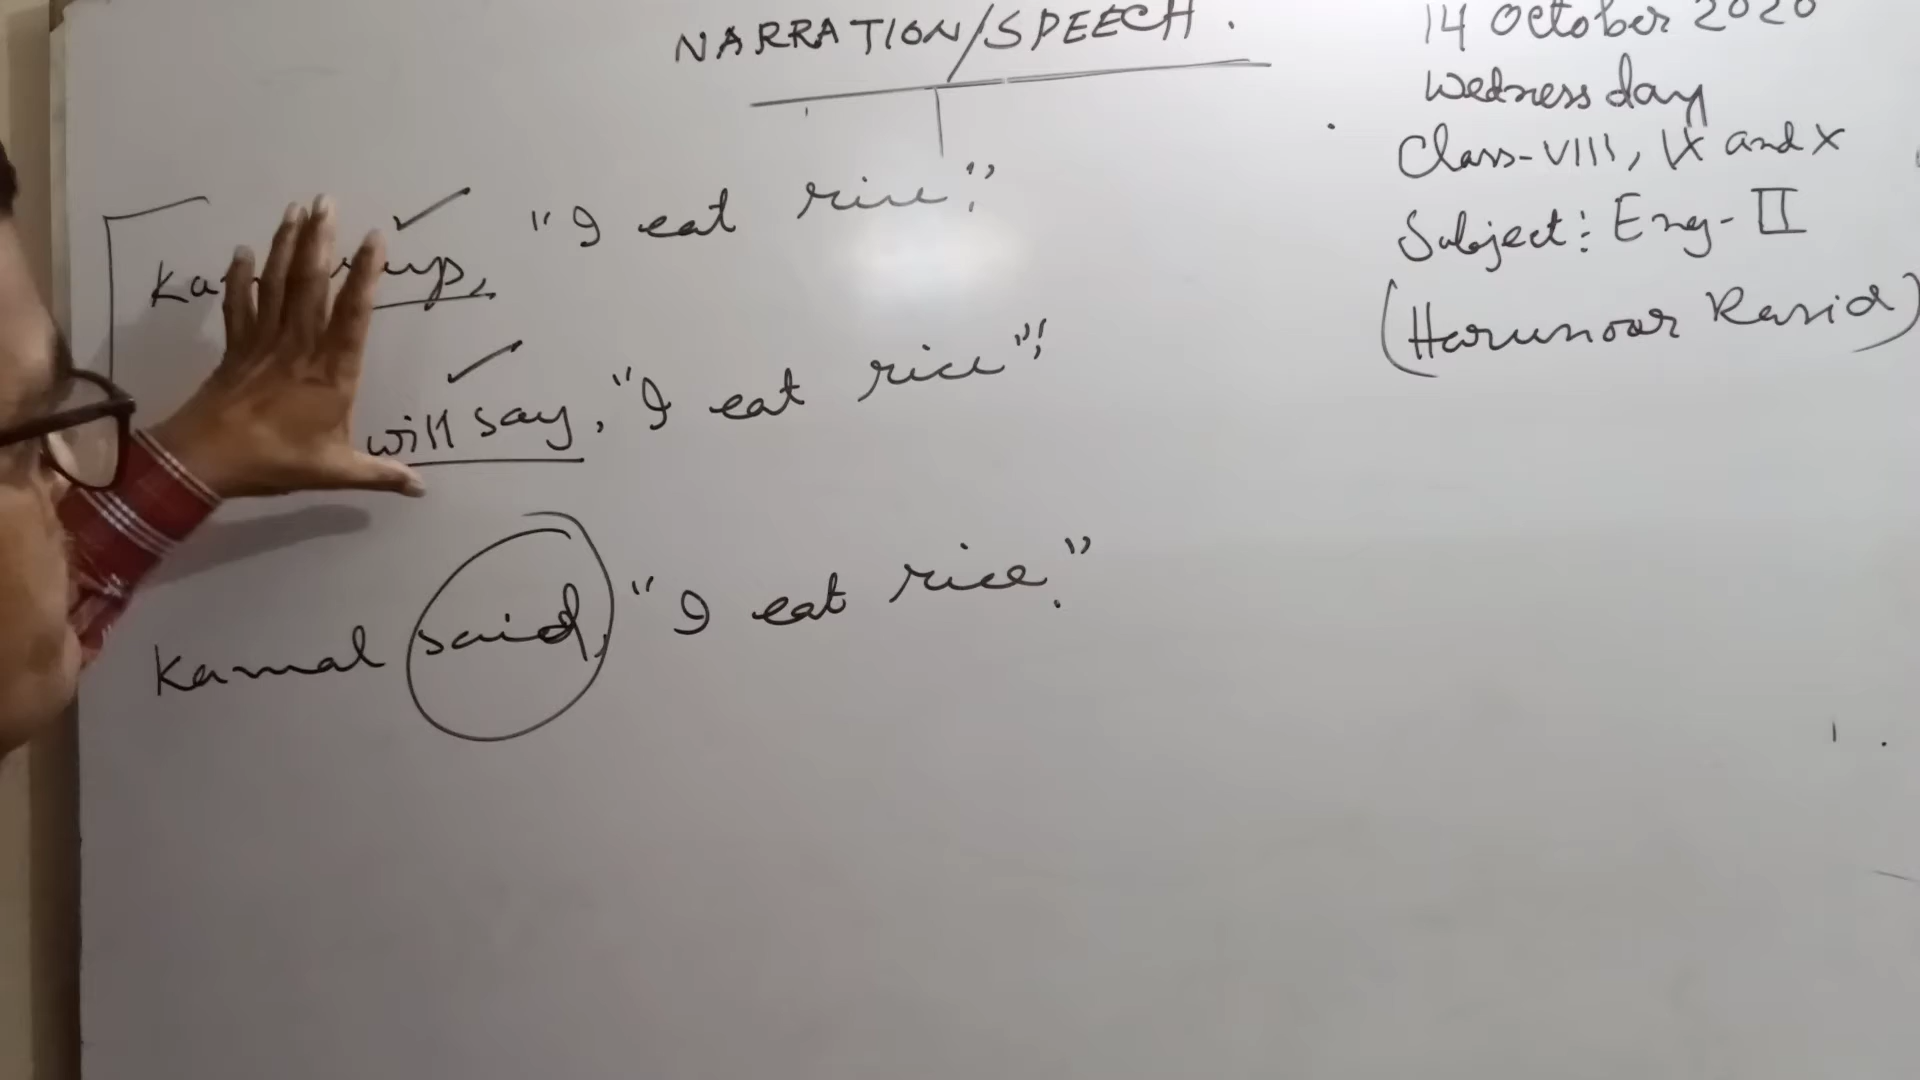 NARRATION/SPEECH.
14 October 2020
Wednessday
Class-VIII, IX and X
Subject: Eng-II
(Harunoar Rasid)
"I eat rice."
will say, "I eat rice".
Kamal said, "I eat rice."